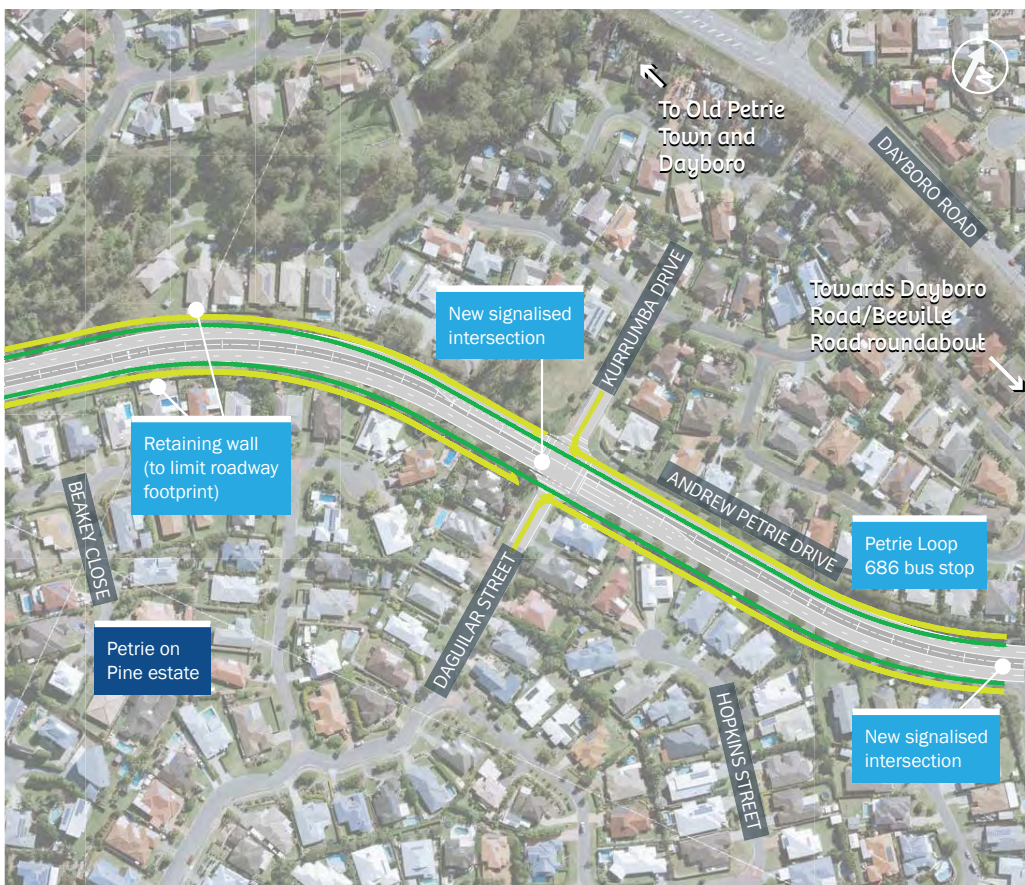 To Old Petrie
Town and
Dayboro
DAYBORO ROAD
Towards Dayboro
Road/Beeville
Road roundabout
KURRUMBA DRIVE
New signalised
intersection
Retaining wall
(to limit roadway
footprint)
BEAKEY CLOSE
ANDREW PETRIE DRIVE
Petrie Loop
686 bus stop
DAGUILAR STREET
Petrie on
Pine estate
HOPKINS STREET
New signalised
intersection
N